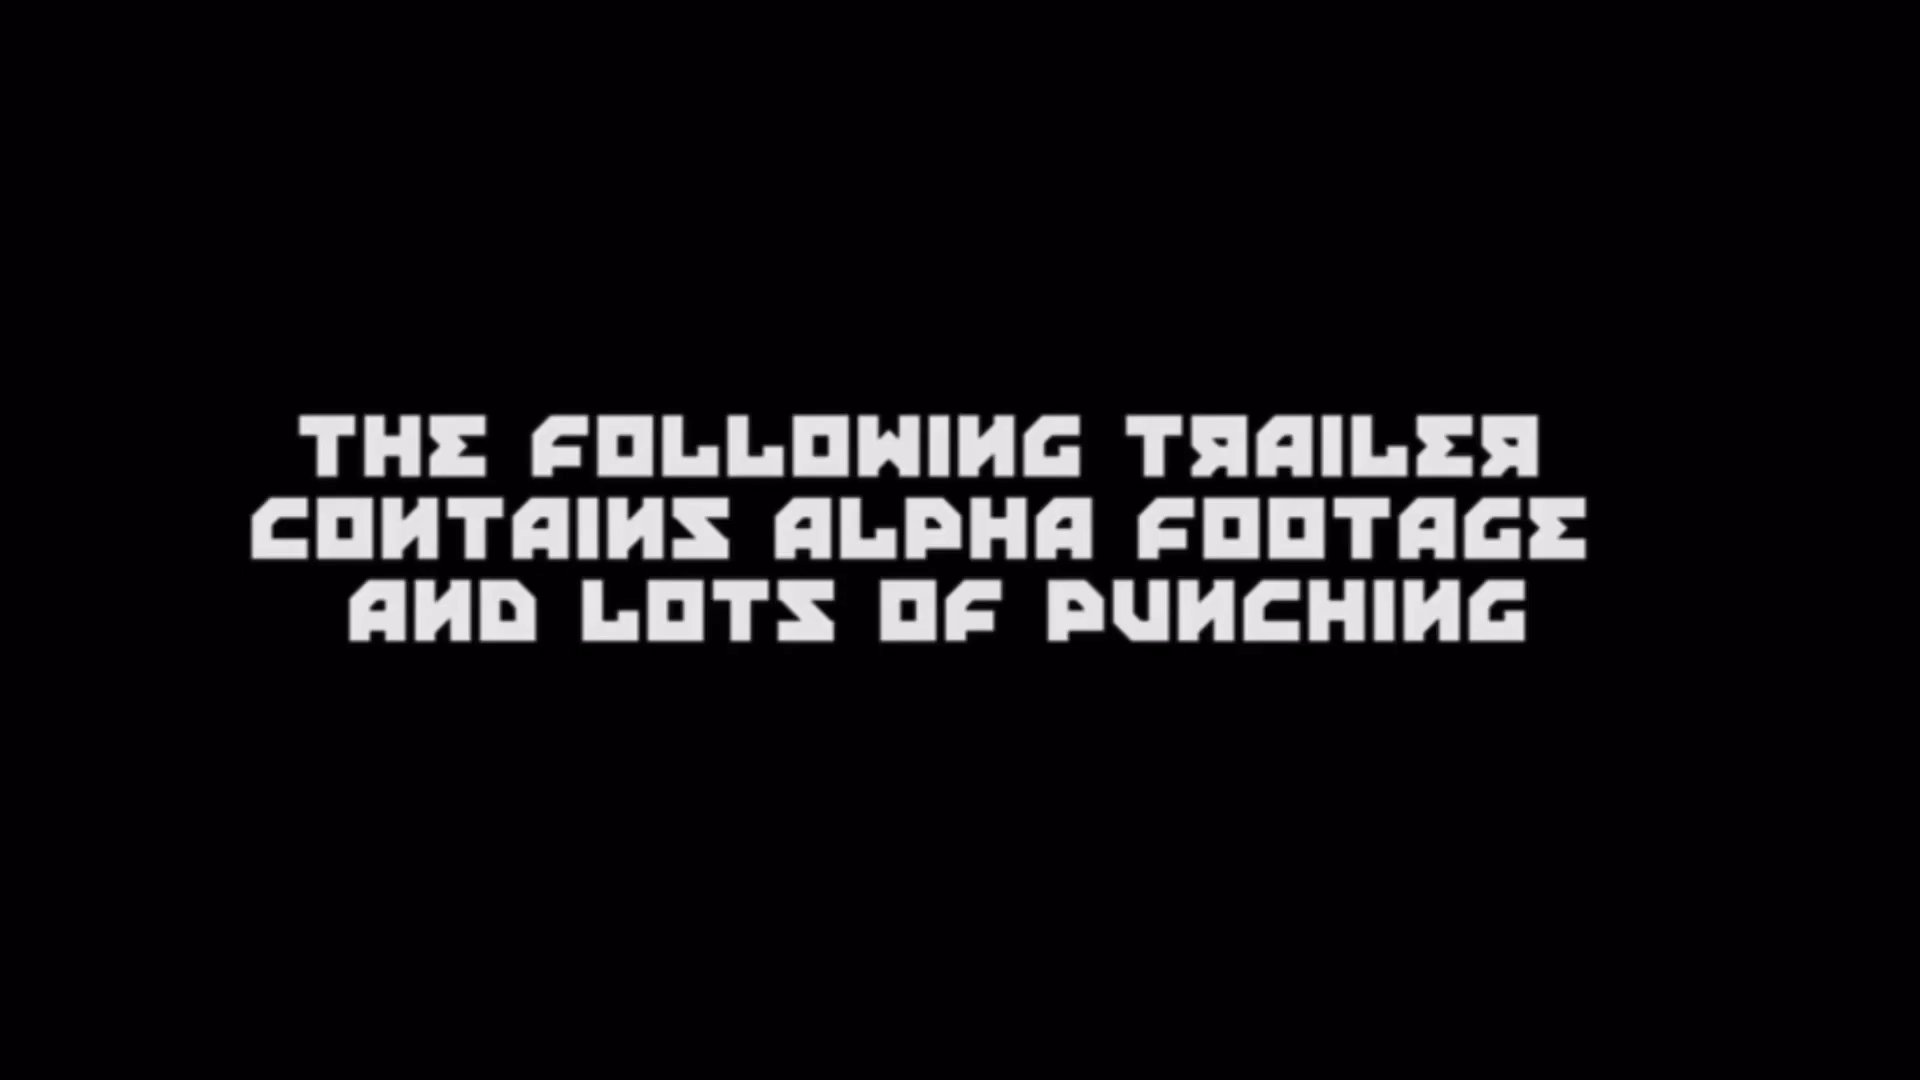 THE FOLLOWING TRAILER
CONTAINS ALPHA FOOTAGE
AND LOTS OF PUNCHING